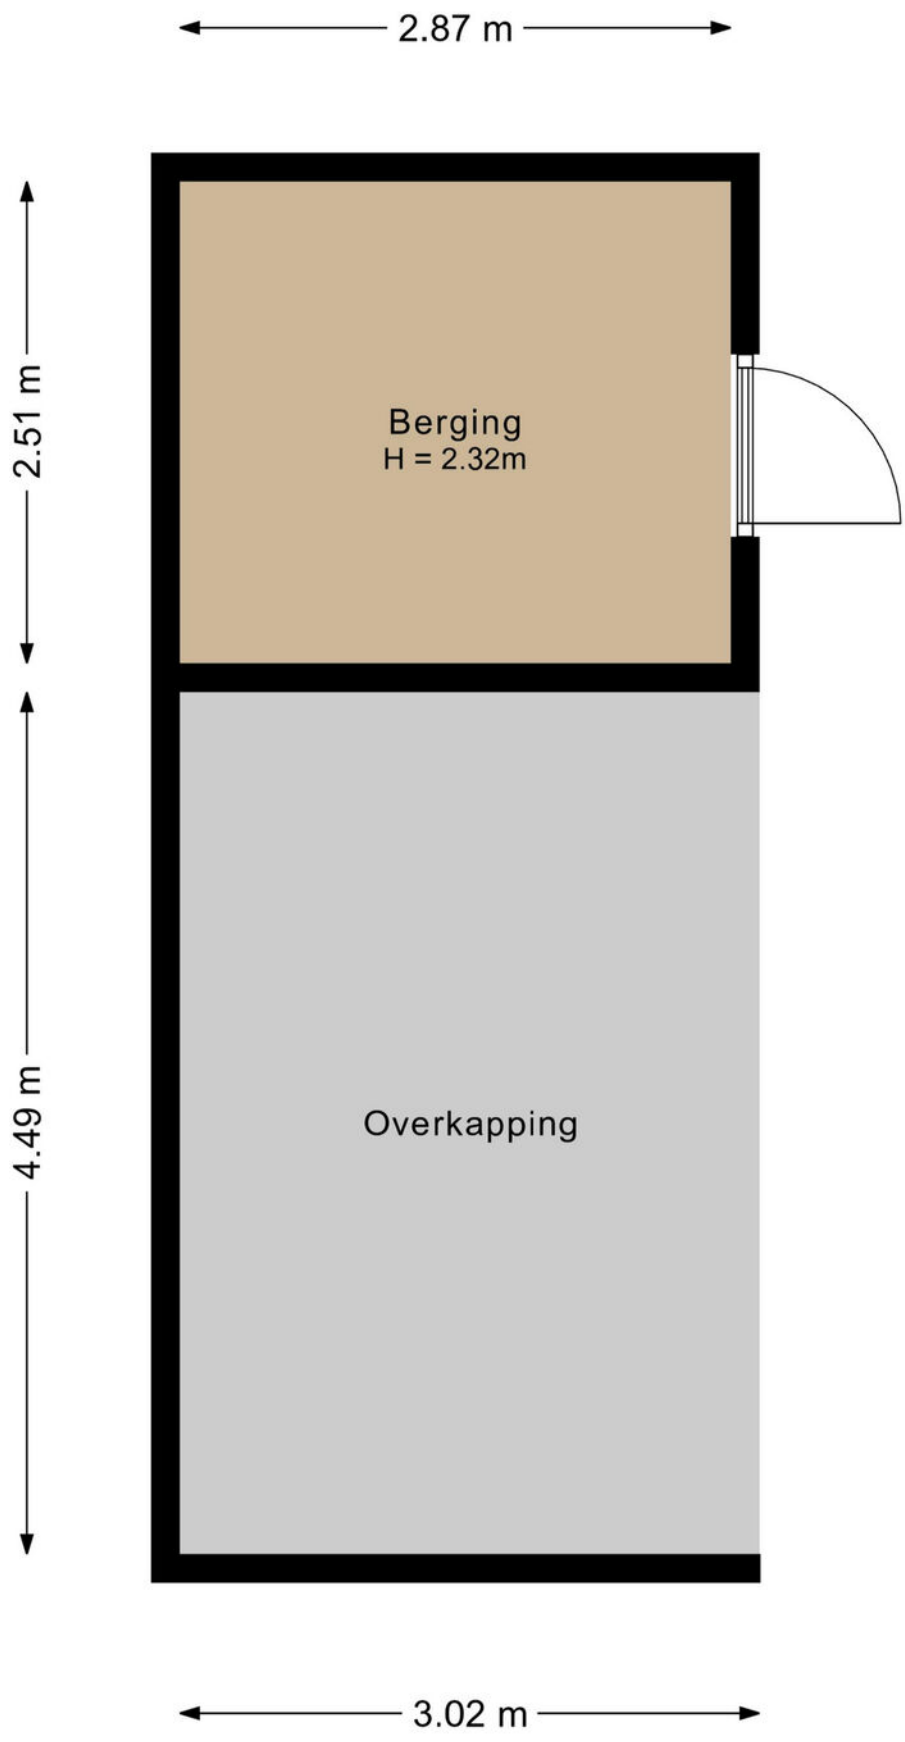 2.87 m
2.51 m
Berging
H = 2.32m
4.49 m
Overkapping
3.02 m